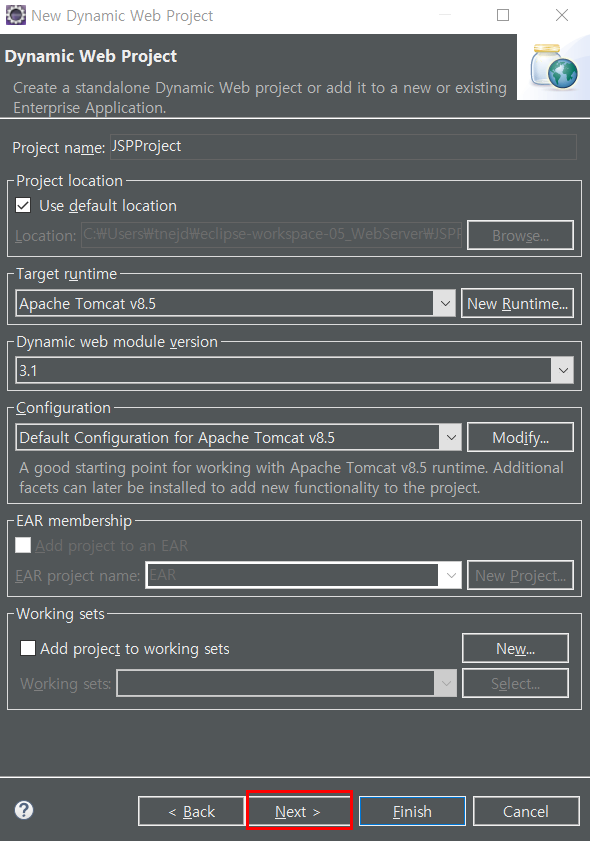 New Dynamic Web Project
Dynamic Web Project
Create a standalone Dynamic Web project or add it to a new or existing
Enterprise Application.
Project name: JSPProject
Project location
Use default location
Location: C:₩Users₩tnejd₩eclipse-workspace-05_WebServer₩JSPP Browse...
Target runtime
Apache Tomcat v8.5 New Runtime...
Dynamic web module version
3.1
Configuration
Default Configuration for Apache Tomcat v8.5 Modify...
A good starting point for working with Apache Tomcat v8.5 runtime. Additional
facets can later be installed to add new functionality to the project.
EAR membership
Add project to an EAR
EAR project name: EAR New Project...
Working sets
Add project to working sets New...
Working sets: Select...
? < Back Next > Finish Cancel